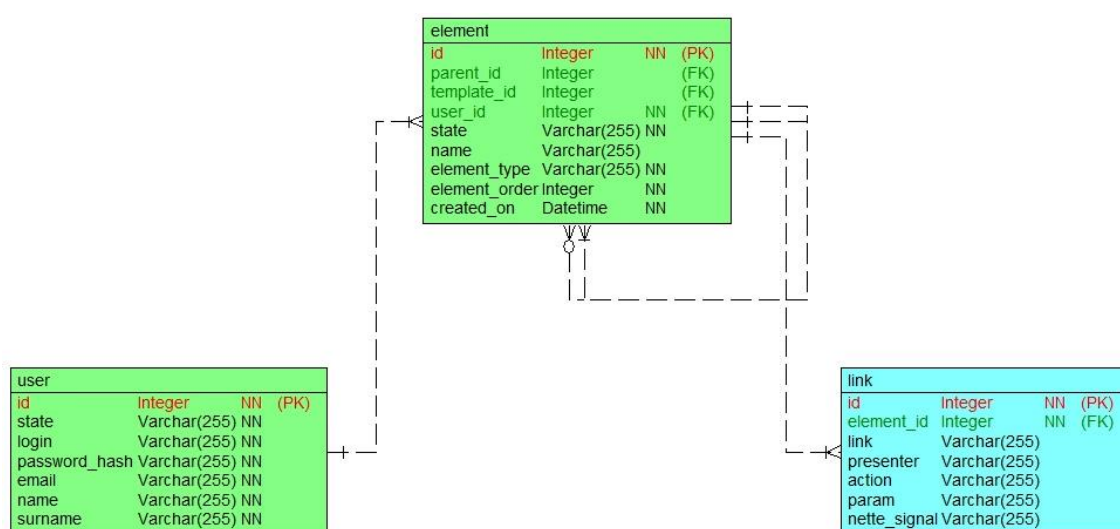 element
id Integer NN (PK)
parent_id Integer (FK)
template_id Integer (FK)
user_id Integer NN (FK)
state Varchar(255) NN
name Varchar(255)
element_type Varchar(255) NN
element_order Integer NN
created_on Datetime NN
user
id Integer NN (PK)
state Varchar(255) NN
login Varchar(255) NN
password_hash Varchar(255) NN
email Varchar(255) NN
name Varchar(255) NN
surname Varchar(255) NN
link
id Integer NN (PK)
element_id Integer NN (FK)
link Varchar(255)
presenter Varchar(255)
action Varchar(255)
param Varchar(255)
nette_signal Varchar(255)